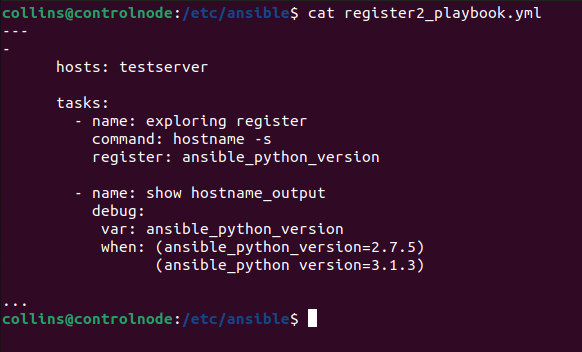 collins@controlnode:/etc/ansible$ cat register2_playbook.yml
---
-
      hosts: testserver

      tasks:
        - name: exploring register
          command: hostname -s
          register: ansible_python_version

        - name: show hostname_output
          debug:
           var: ansible_python_version
           when: (ansible_python_version=2.7.5)
                 (ansible_python version=3.1.3)

...
collins@controlnode:/etc/ansible$